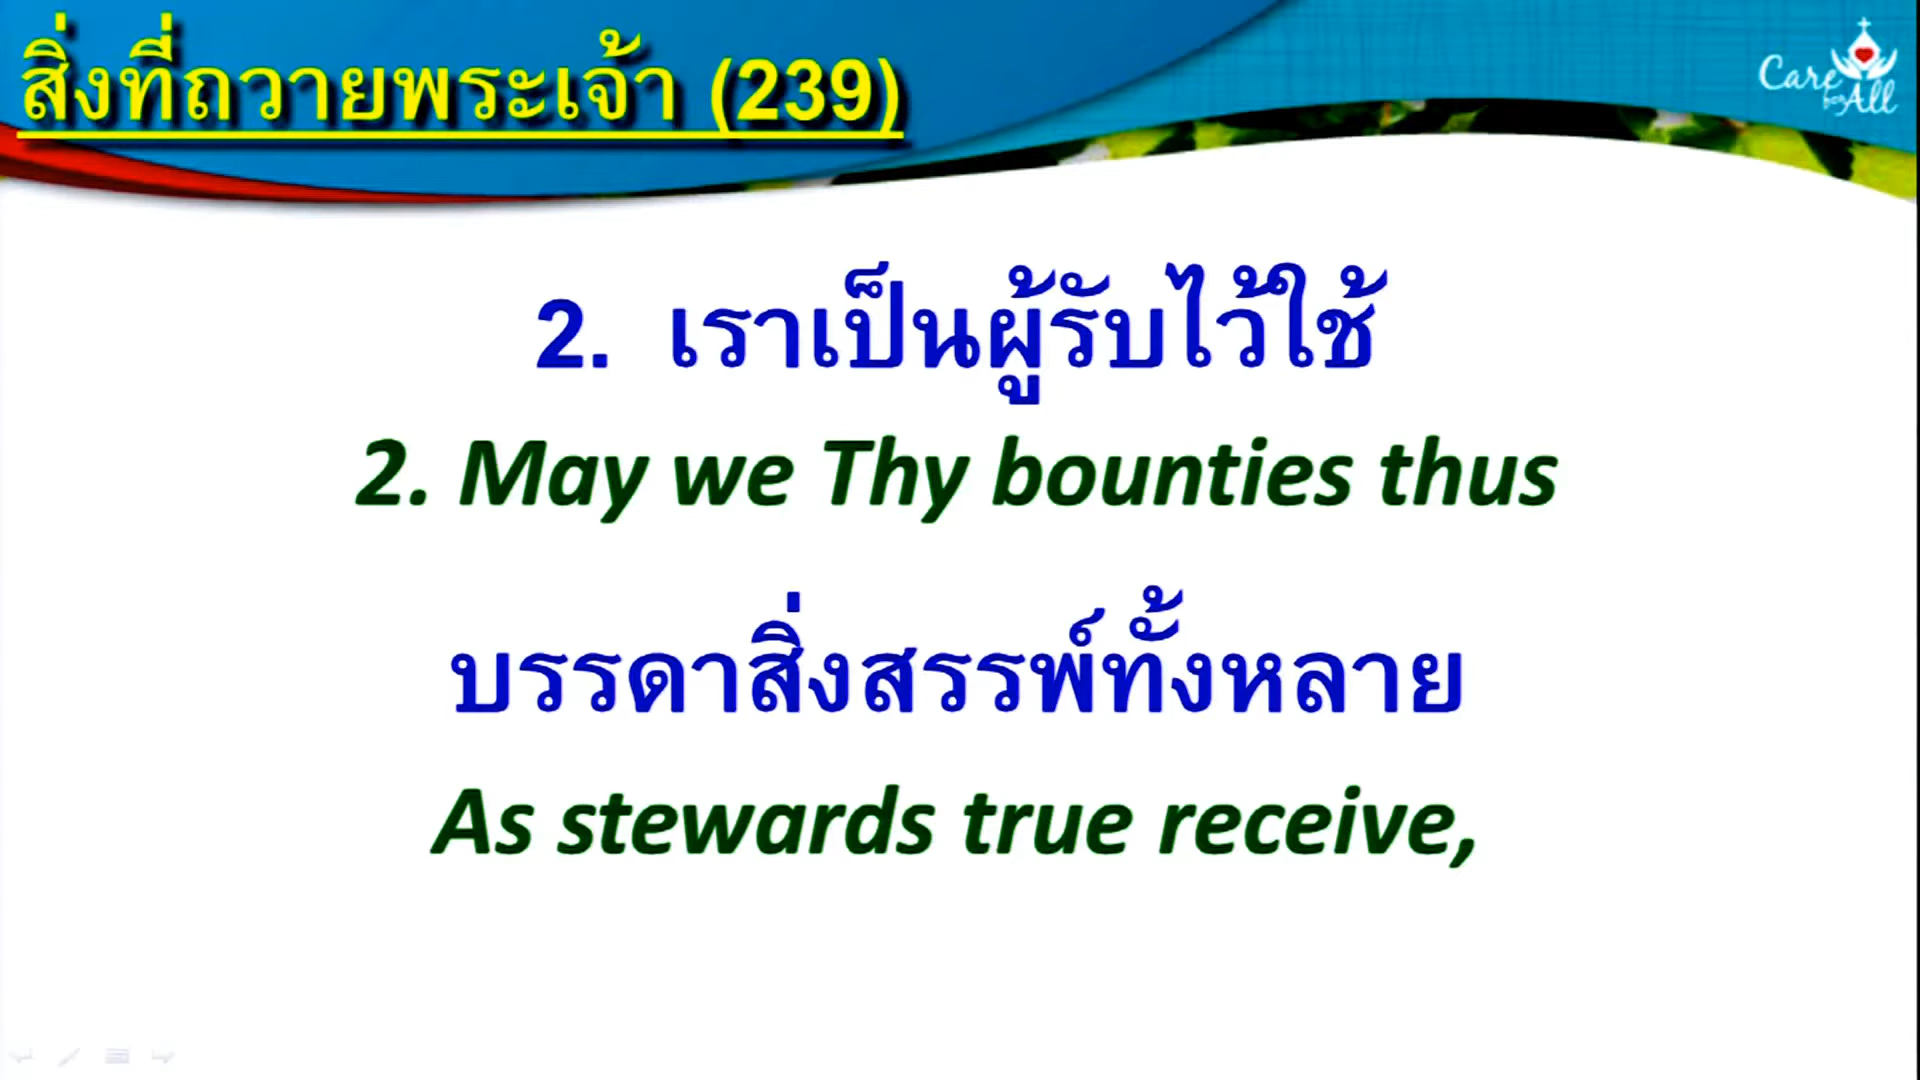 สิ่งที่ถวายพระเจ้า (239)
Care
for All
2. เราเป็นผู้รับไว้ใช้
2. May we Thy bounties thus
บรรดาสิ่งสรรพ์ทั้งหลาย
As stewards true receive,